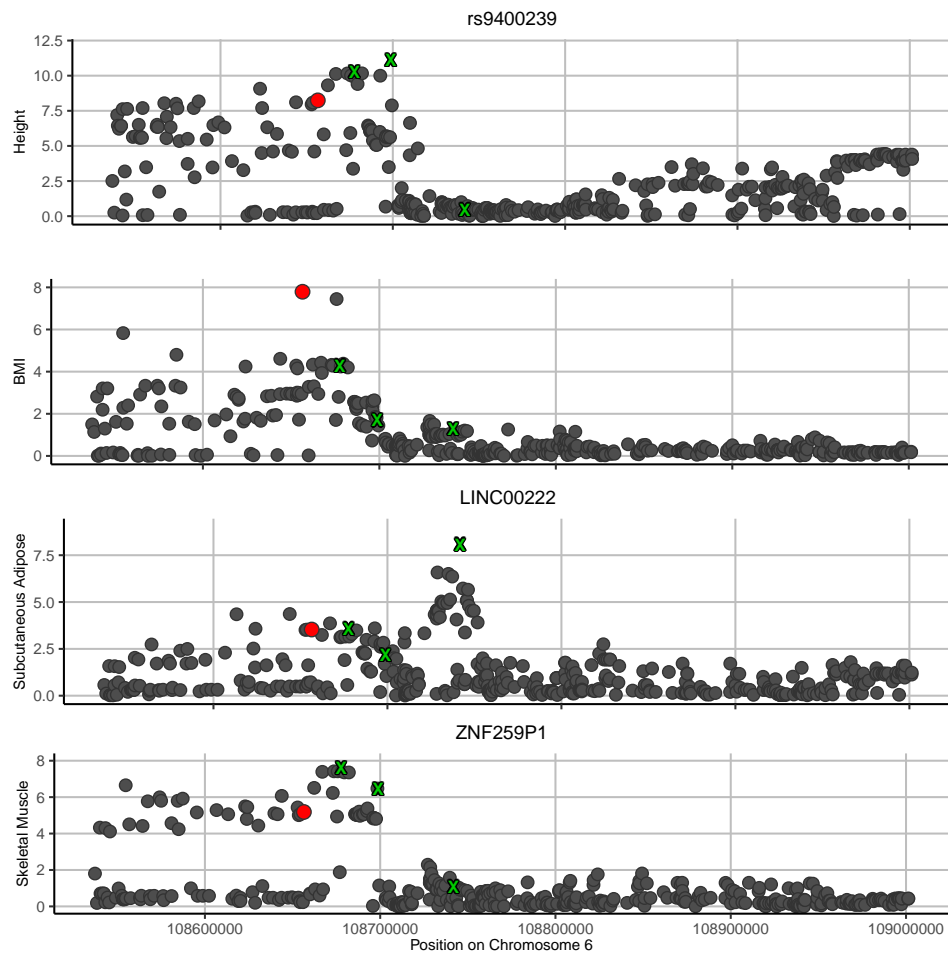 rs9400239
12.5
10.0
7.5
5.0
2.5
0.0
Height
8
6
4
2
0
BMI
LINC00222
7.5
5.0
2.5
0.0
Subcutaneous Adipose
ZNF259P1
8
6
4
2
0
Skeletal Muscle
108600000 108700000 108800000 108900000 109000000
Position on Chromosome 6